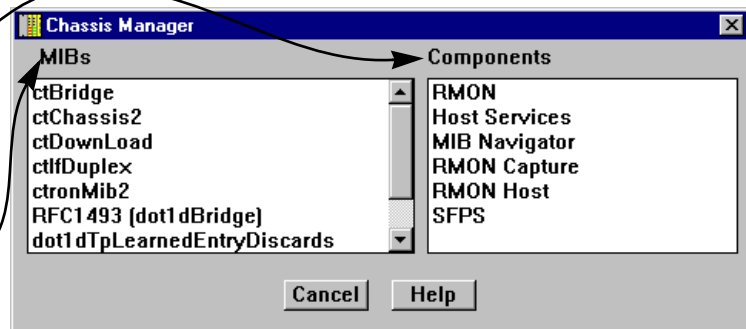 Chassis Manager
MIBs
Components
ctBridge
ctChassis2
ctDownLoad
ctIfDuplex
ctronMib2
RFC1493 (dot1dBridge)
dot1dTpLearnedEntryDiscards
RMON
Host Services
MIB Navigator
RMON Capture
RMON Host
SFPS
Cancel
Help